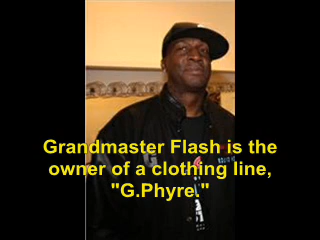 Grandmaster Flash is the
owner of a clothing line,
"G.Phyre."